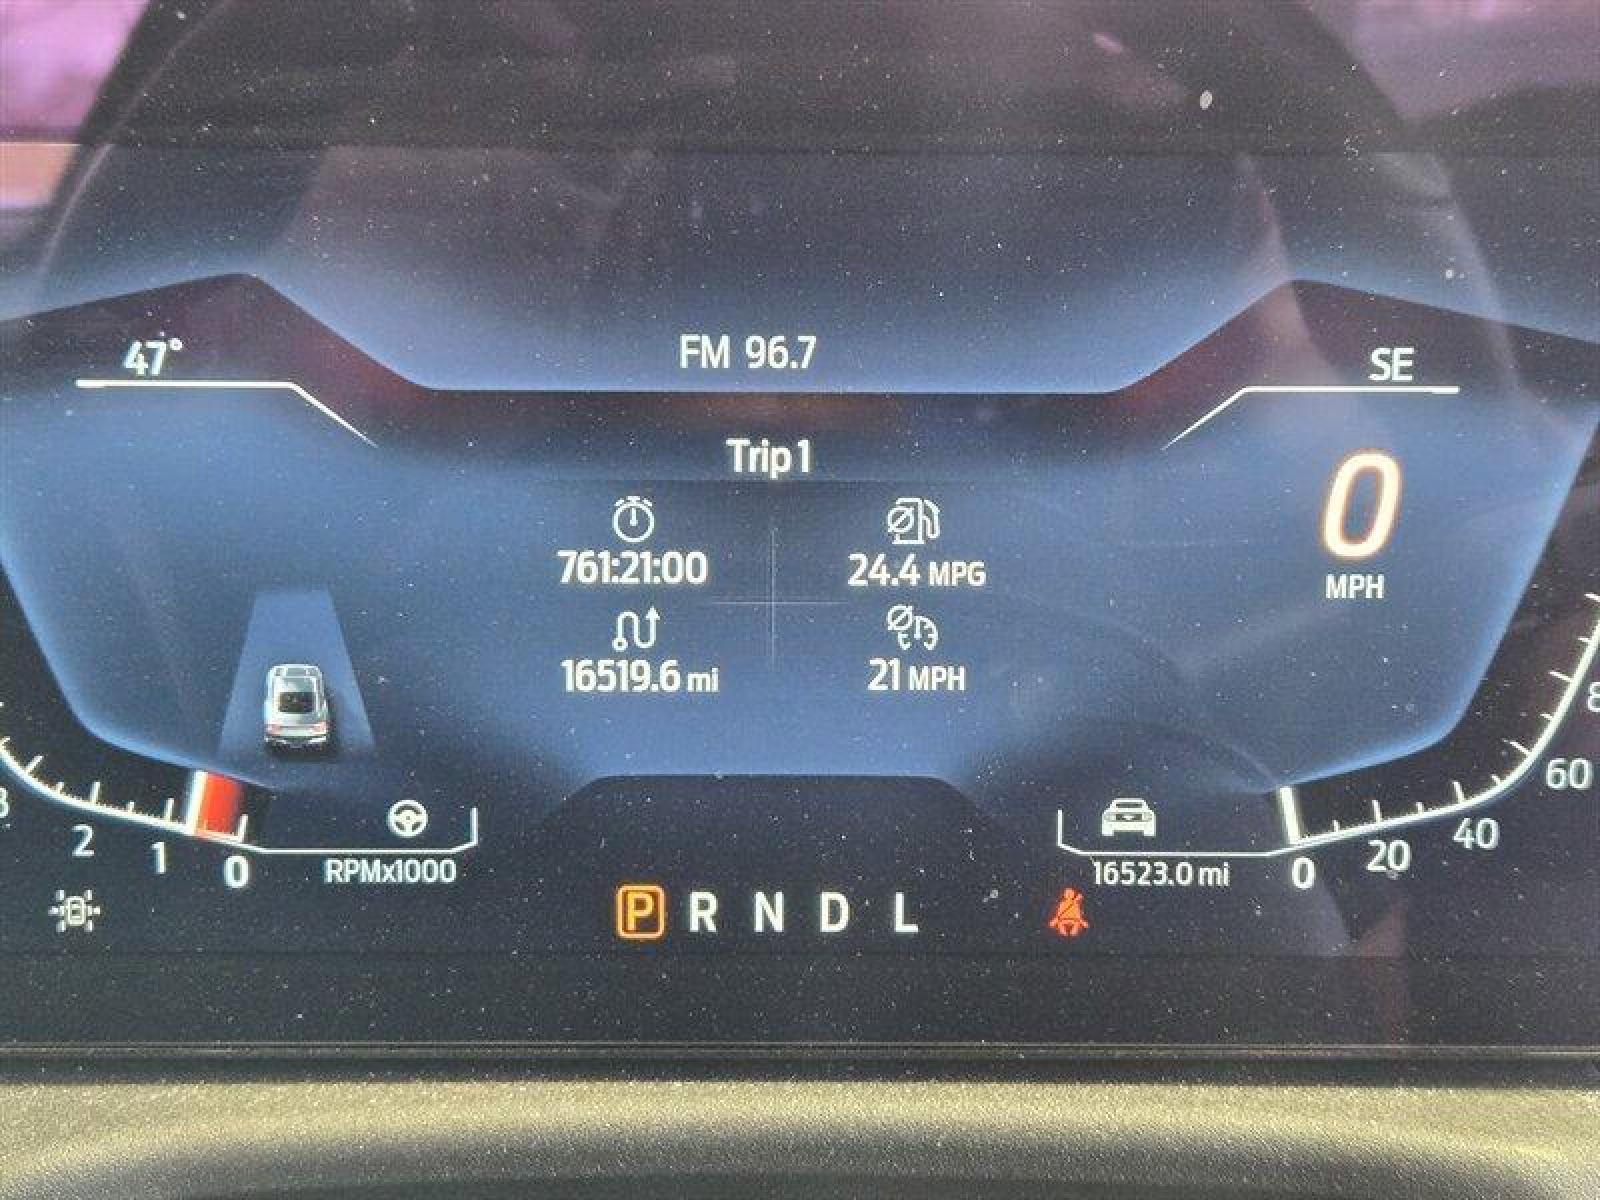 FM 96.7
47°
SE
Trip 1
761:21:00
24.4 MPG
16519.6 mi
21 MPH
0
MPH
2
1
0
RPMx1000
16523.0 mi
0
20
40
60
P R N D L